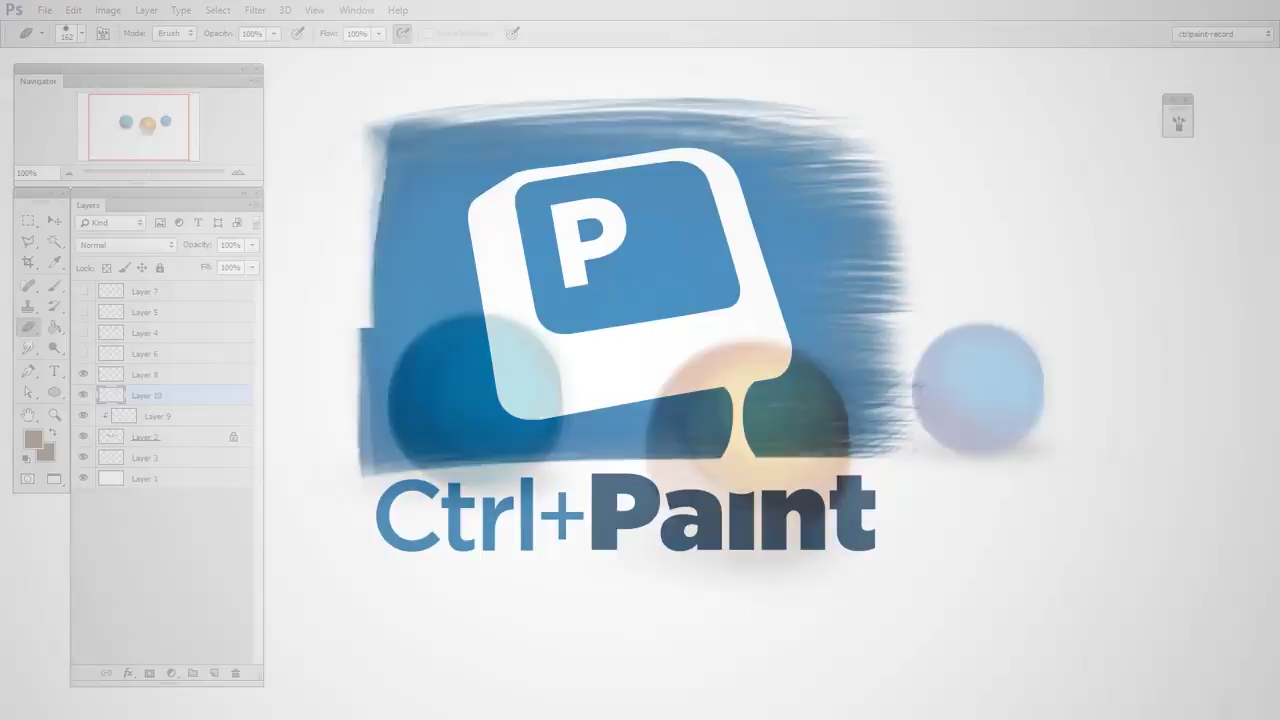 Ps File Edit Image Layer Type Select Filter 3D View Window Help
162 Mode: Brush Opacity: 100% Flow: 100% ctrlpaint-record
Navigator
100%
Layers
Kind
Normal Opacity: 100%
Lock: Fill: 100%
Layer 7
Layer 5
Layer 4
Layer 6
Layer 8
Layer 10
Layer 9
Layer 2
Layer 3
Layer 1
P
Ctrl+Paint